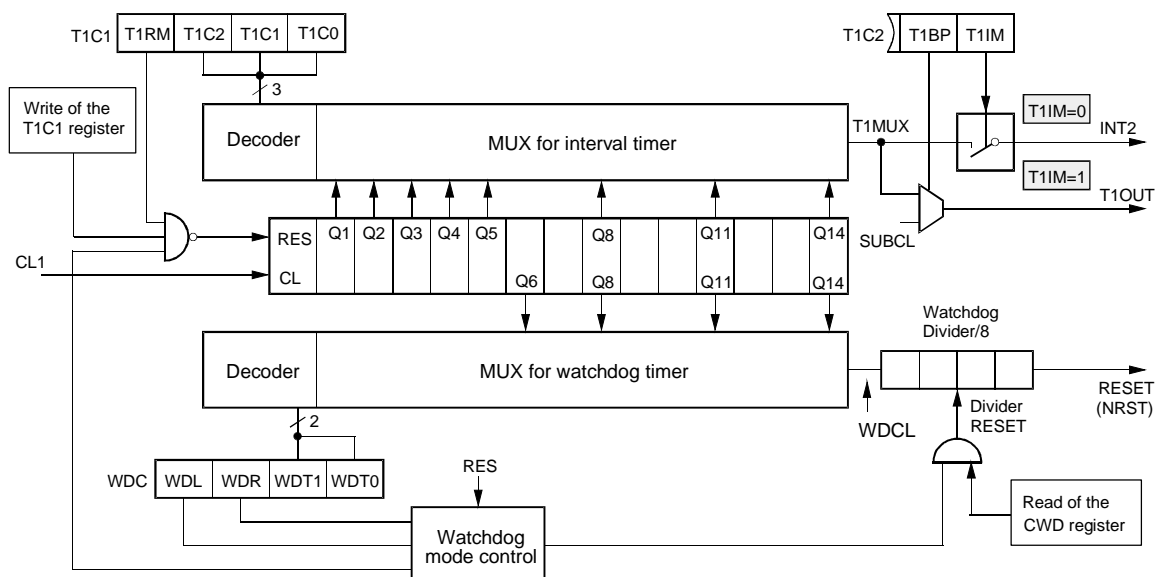 T1C1 T1RM T1C2 T1C1 T1C0
T1C2 T1BP T1IM
3
Write of the
T1C1 register
Decoder
MUX for interval timer
T1MUX
T1IM=0
INT2
T1IM=1
T1OUT
SUBCL
RES Q1 Q2 Q3 Q4 Q5 Q8 Q11 Q14
CL1
CL Q6 Q8 Q11 Q14
Watchdog
Divider/8
Decoder
MUX for watchdog timer
RESET
(NRST)
Divider
RESET
WDCL
2
WDC WDL WDR WDT1 WDT0
RES
Read of the
CWD register
Watchdog
mode control